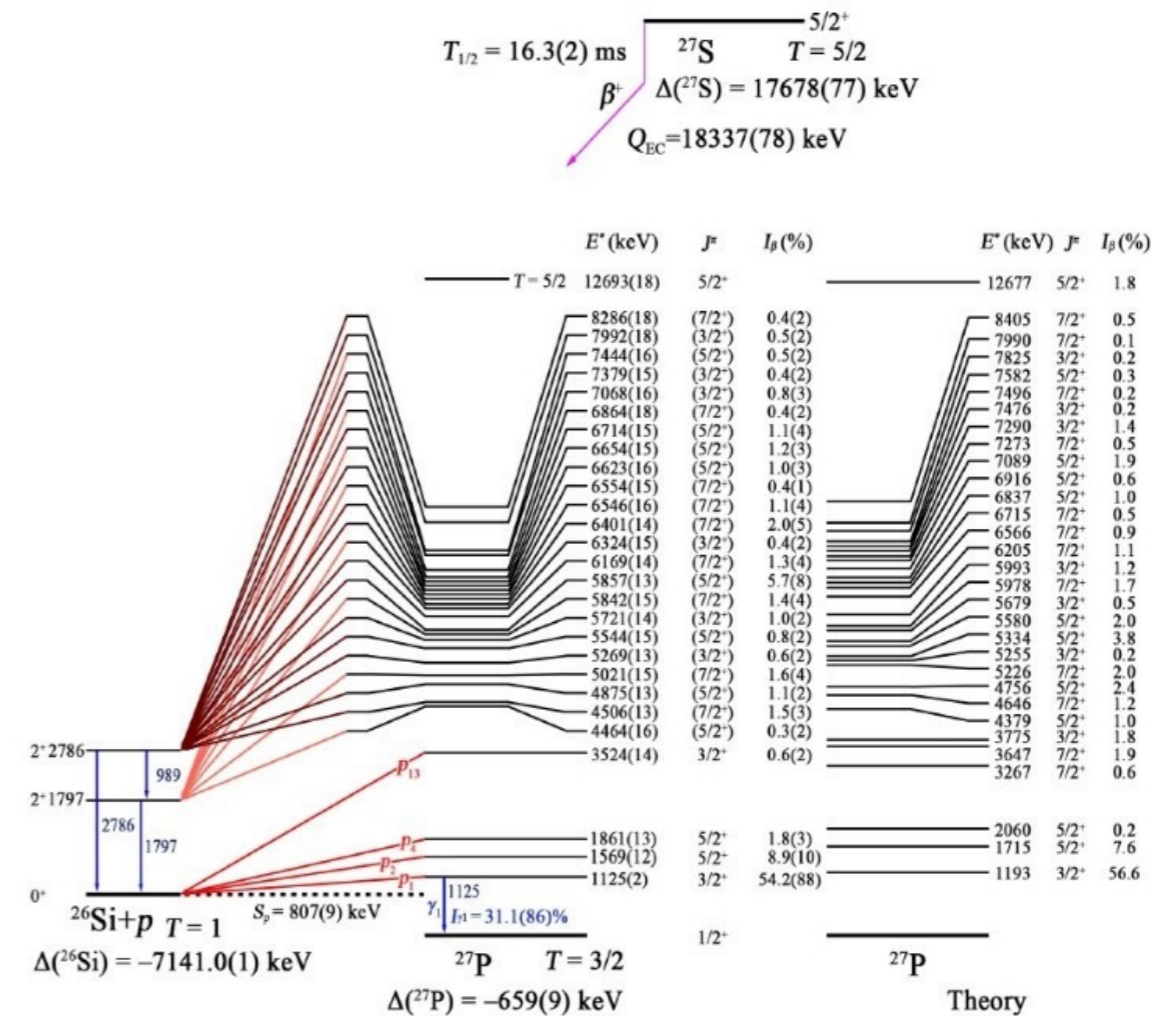 5/2⁺
T₁/₂ = 16.3(2) ms ²⁷S T = 5/2
β⁺ Δ(²⁷S) = 17678(77) keV
Q_EC=18337(78) keV
E* (keV) Jπ Iβ(%) E* (keV) Jπ Iβ(%)
T = 5/2 12693(18) 5/2⁺ 12677 5/2⁺ 1.8
8286(18) (7/2⁺) 0.4(2) 8405 7/2⁺ 0.5
7992(18) (3/2⁺) 0.5(2) 7990 7/2⁺ 0.1
7444(16) (5/2⁺) 0.5(2) 7825 3/2⁺ 0.2
7379(15) (3/2⁺) 0.4(2) 7582 5/2⁺ 0.3
7068(16) (3/2⁺) 0.8(3) 7496 7/2⁺ 0.2
6864(18) (7/2⁺) 0.4(2) 7476 3/2⁺ 0.2
6714(15) (5/2⁺) 1.1(4) 7290 3/2⁺ 1.4
6654(15) (5/2⁺) 1.2(3) 7273 7/2⁺ 0.5
6623(16) (5/2⁺) 1.0(3) 7089 5/2⁺ 1.9
6554(15) (7/2⁺) 0.4(1) 6916 5/2⁺ 0.6
6546(16) (7/2⁺) 1.1(4) 6837 5/2⁺ 1.0
6401(14) (7/2⁺) 2.0(5) 6715 7/2⁺ 0.5
6324(15) (3/2⁺) 0.4(2) 6566 7/2⁺ 0.9
6169(14) (7/2⁺) 1.3(4) 6205 7/2⁺ 1.1
5857(13) (5/2⁺) 5.7(8) 5993 3/2⁺ 1.2
5842(15) (7/2⁺) 1.4(4) 5978 7/2⁺ 1.7
5721(14) (3/2⁺) 1.0(2) 5679 3/2⁺ 0.5
5544(15) (5/2⁺) 0.8(2) 5580 5/2⁺ 2.0
5269(13) (3/2⁺) 0.6(2) 5334 5/2⁺ 3.8
5021(15) (7/2⁺) 1.6(4) 5255 3/2⁺ 0.2
4875(13) (5/2⁺) 1.1(2) 5226 7/2⁺ 2.0
4506(13) (7/2⁺) 1.5(3) 4756 5/2⁺ 2.4
4464(16) (5/2⁺) 0.3(2) 4646 7/2⁺ 1.2
4379 5/2⁺ 1.0
3524(14) 3/2⁺ 0.6(2) 3775 3/2⁺ 1.8
3647 7/2⁺ 1.9
3267 7/2⁺ 0.6
2⁺ 2786
989
p₁₃
2⁺ 1797
2786
1797
p₄ 1861(13) 5/2⁺ 1.8(3) 2060 5/2⁺ 0.2
p₂ 1569(12) 5/2⁺ 8.9(10) 1715 5/2⁺ 7.6
p₁ 1125(2) 3/2⁺ 54.2(88) 1193 3/2⁺ 56.6
0⁺
1125
S_p = 807(9) keV γ₁ I_γ1 = 31.1(86)%
²⁶Si+p T = 1
1/2⁺
Δ(²⁶Si) = –7141.0(1) keV
²⁷P T = 3/2 ²⁷P
Δ(²⁷P) = –659(9) keV Theory